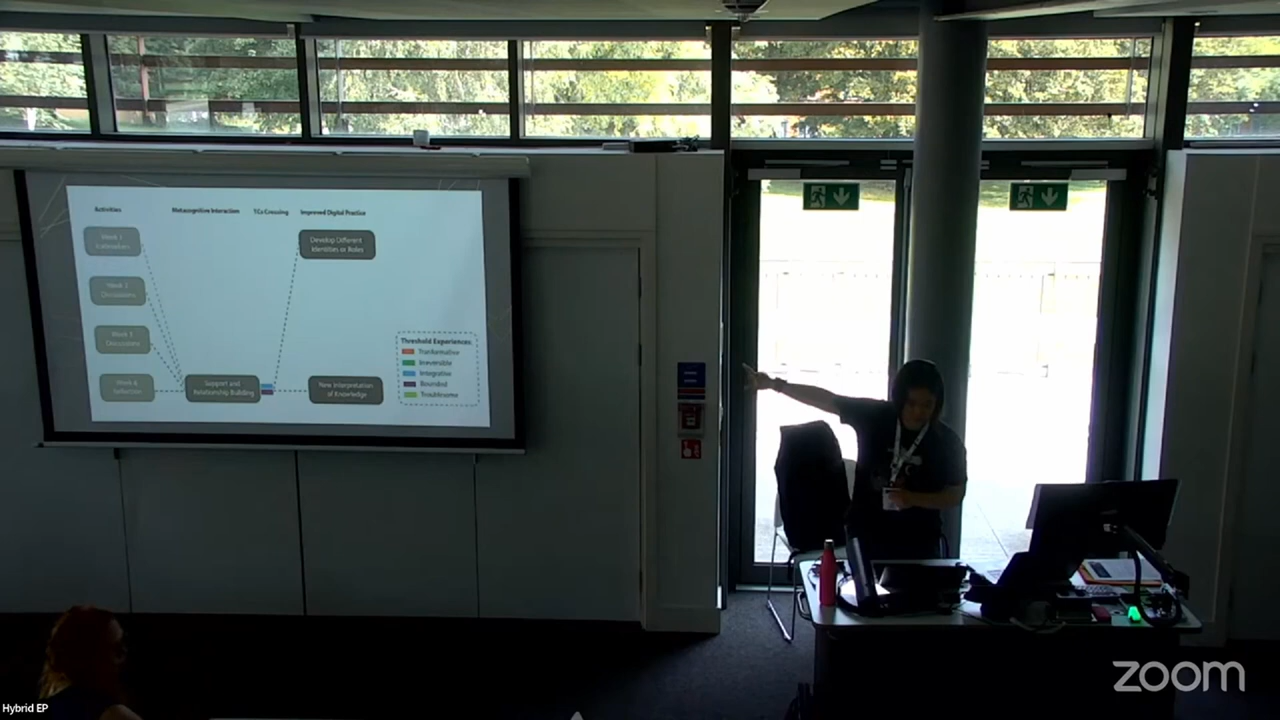 Activities
Metacognitive Interaction
TCs Crossing
Improved Digital Practice
Week 1
Develop Different
Identities or Roles
Week 2
Discussions
Week 3
Discussions
Threshold Experiences:
Transformative
Irreversible
Integrative
Bounded
Troublesome
Week 6
Support and
Relationship Building
New Interpretation
of Knowledge
zoom
Hybrid EP